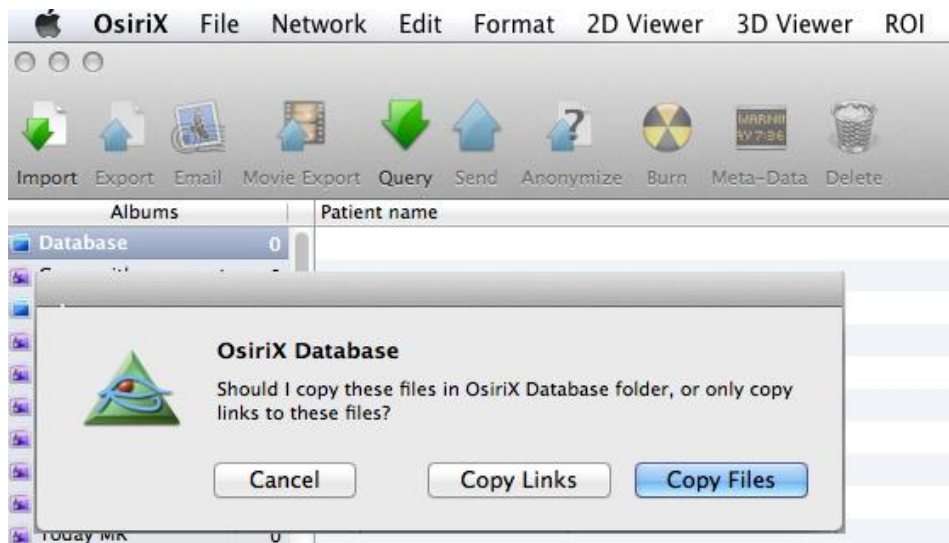 OsiriX File Network Edit Format 2D Viewer 3D Viewer ROI
Import Export Email Movie Export Query Send Anonymize Burn Meta-Data Delete
Albums Patient name
Database 0
OsiriX Database
Should I copy these files in OsiriX Database folder, or only copy
links to these files?
Cancel Copy Links Copy Files
Today MR 0